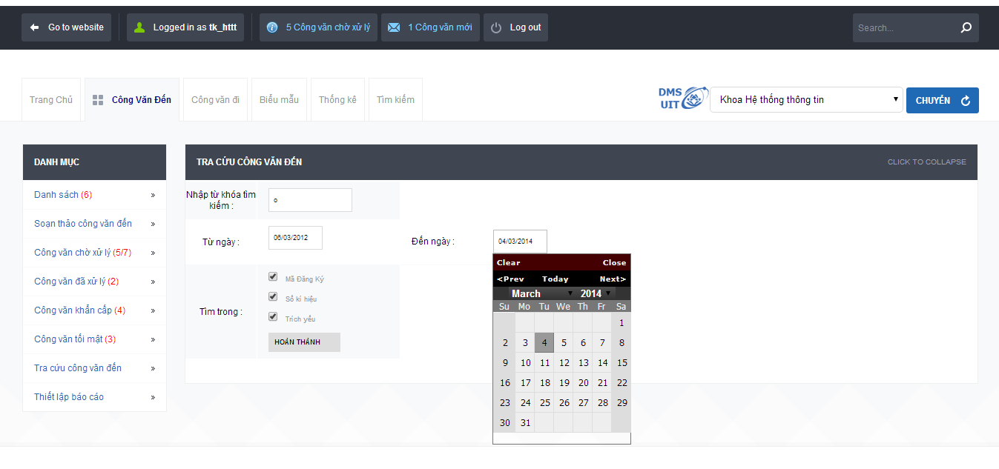 Go to website
Logged in as tk_httt
5 Công văn chờ xử lý
1 Công văn mới
Log out
Search...
Trang Chủ
Công Văn Đến
Công văn đi
Biểu mẫu
Thống kê
Tìm kiếm
DMS
UIT
Khoa Hệ thống thông tin
CHUYỂN
DANH MỤC
Danh sách (6) »
Soạn thảo công văn đến »
Công văn chờ xử lý (5/7) »
Công văn đã xử lý (2) »
Công văn khẩn cấp (4) »
Công văn tối mật (3) »
Tra cứu công văn đến »
Thiết lập báo cáo »
TRA CỨU CÔNG VĂN ĐẾN
CLICK TO COLLAPSE
Nhập từ khóa tìm
kiếm :
o
Từ ngày :
06/03/2012
Đến ngày :
04/03/2014
Tìm trong :
Mã Đăng Ký
Số kí hiệu
Trích yếu
HOÀN THÀNH
Clear Close
<Prev Today Next>
March 2014
Su Mo Tu We Th Fr Sa
1
2 3 4 5 6 7 8
9 10 11 12 13 14 15
16 17 18 19 20 21 22
23 24 25 26 27 28 29
30 31